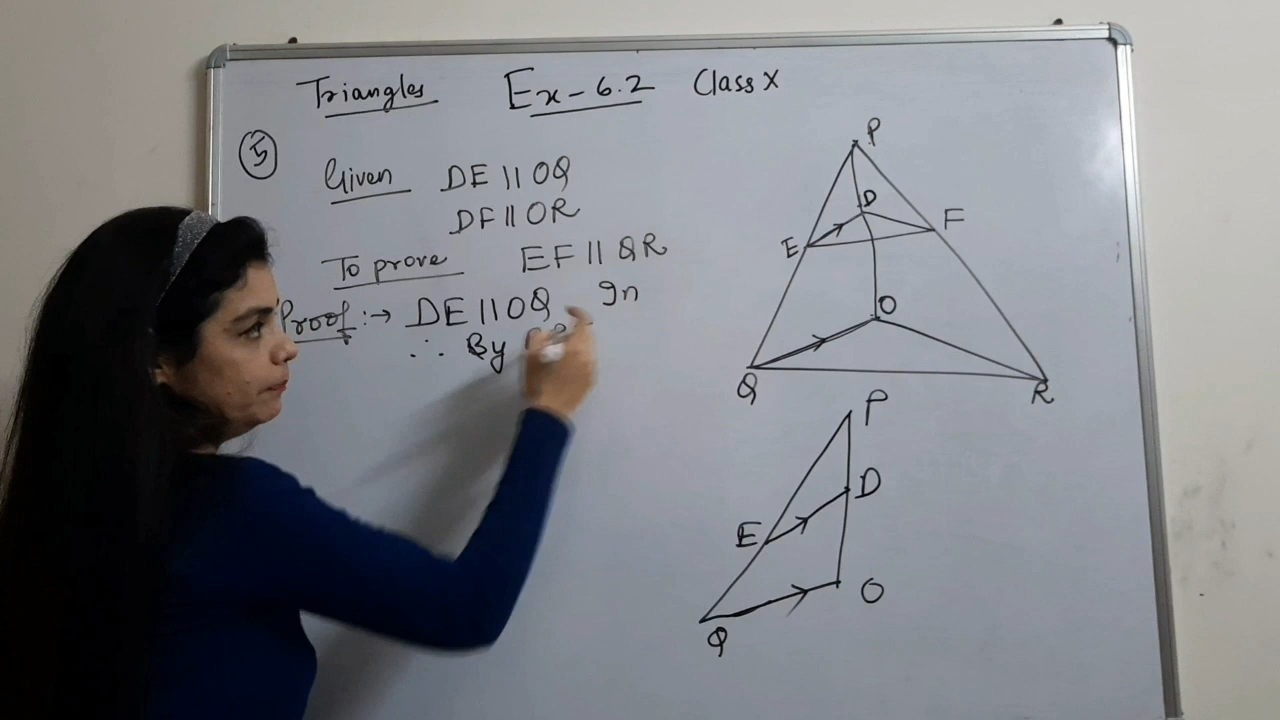 Triangles Ex-6.2 Class X
5
Given DE || OQ
DF || OR
To prove EF || QR
Proof :→ DE || OQ In
∴ By
P
D
F
E
O
Q
R
P
D
E
O
Q